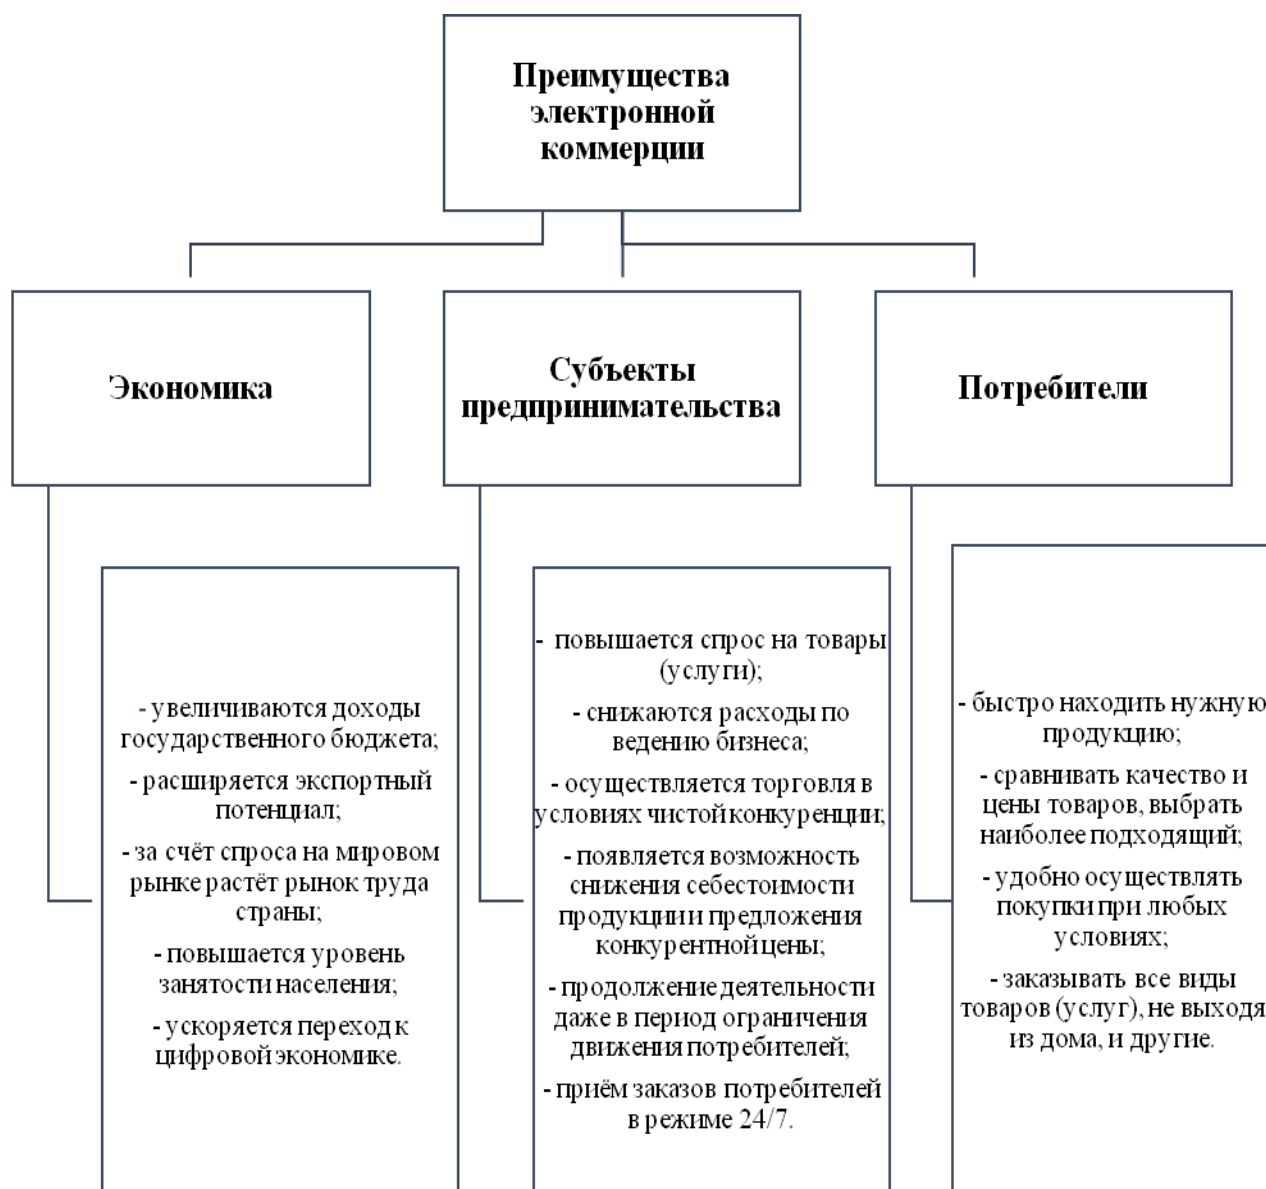 Преимущества
электронной
коммерции
Экономика
Субъекты
предпринимательства
Потребители
- увеличиваются доходы
государственного бюджета;
- расширяется экспортный
потенциал;
- за счёт спроса на мировом
рынке растёт рынок труда
страны;
- повышается уровень
занятости населения;
- ускоряется переход к
цифровой экономике.
- повышается спрос на товары
(услуги);
- снижаются расходы по
ведению бизнеса;
- осуществляется торговля в
условиях чистой конкуренции;
- появляется возможность
снижения себестоимости
продукции и предложения
конкурентной цены;
- продолжение деятельности
даже в период ограничения
движения потребителей;
- приём заказов потребителей
в режиме 24/7.
- быстро находить нужную
продукцию;
- сравнивать качество и
цены товаров, выбрать
наиболее подходящий;
- удобно осуществлять
покупки при любых
условиях;
- заказывать все виды
товаров (услуг), не выходя
из дома, и другие.